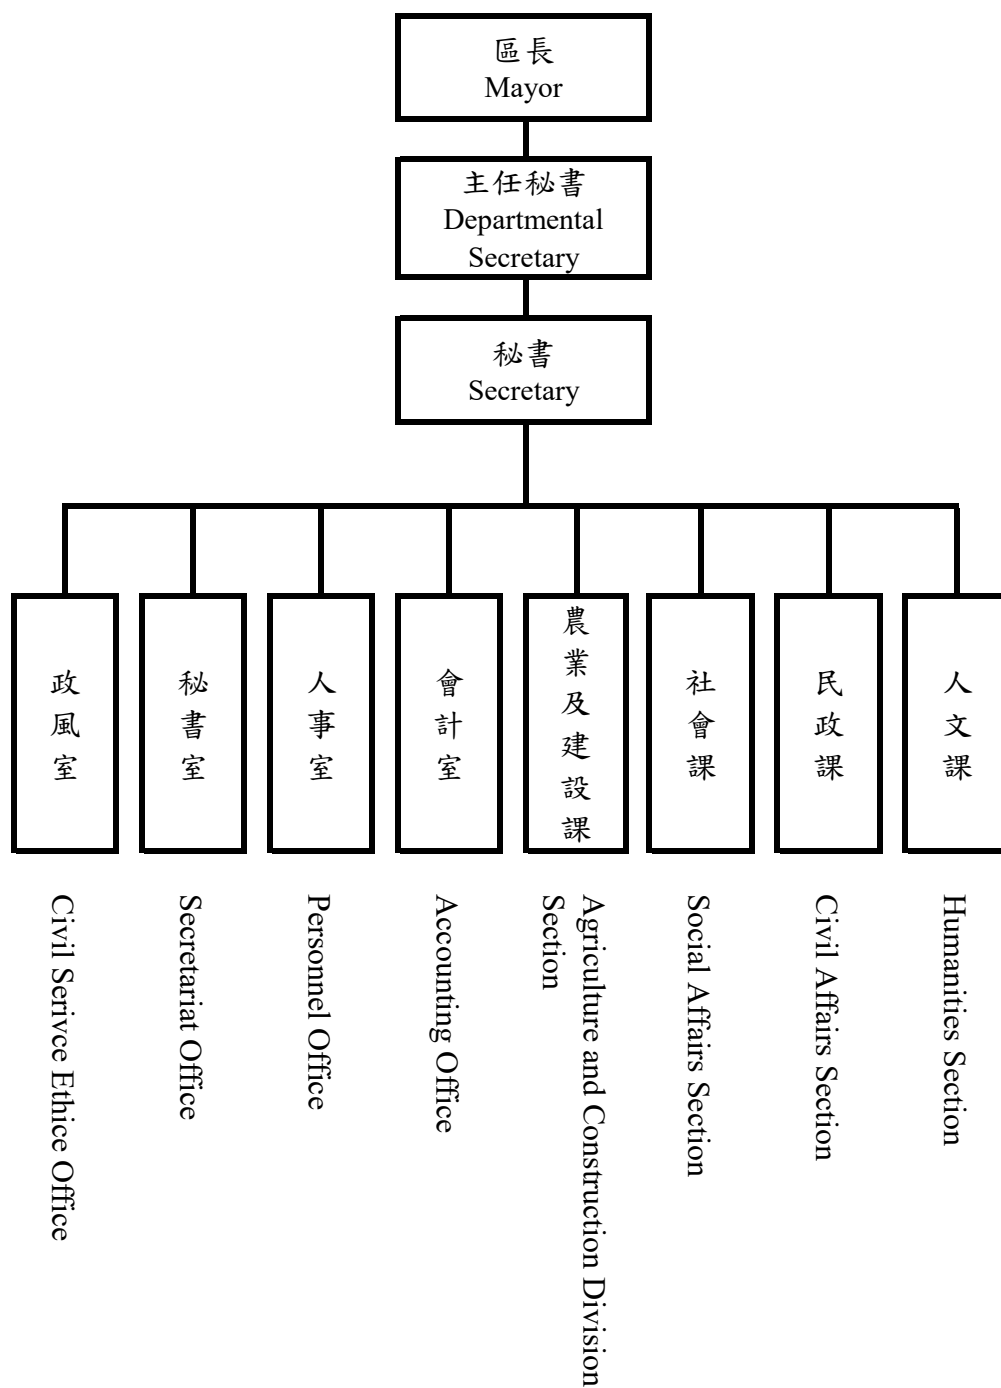 區長
Mayor
主任秘書
Departmental
Secretary
秘書
Secretary
政風室
秘書室
人事室
會計室
農業及建設課
社會課
民政課
人文課
Civil Serivce Ethice Office
Secretariat Office
Personnel Office
Accounting Office
Agriculture and Construction Division
Section
Social Affairs Section
Civil Affairs Section
Humanities Section